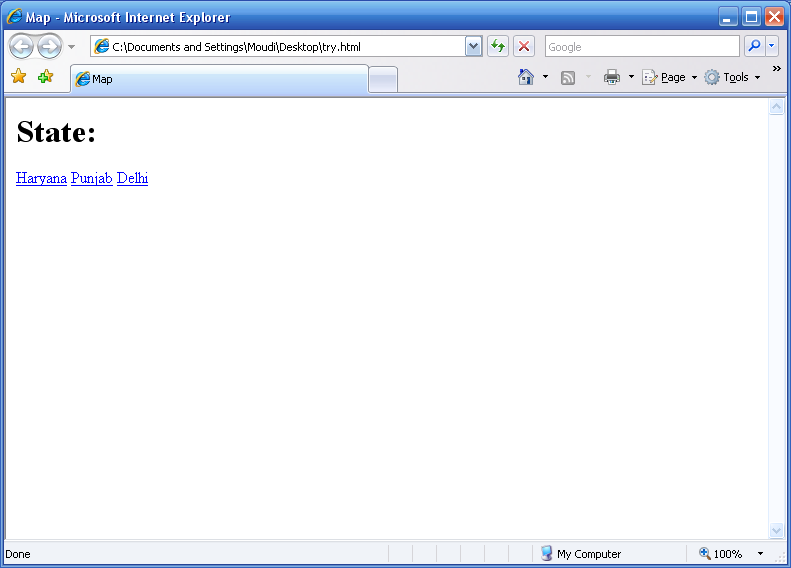 Map - Microsoft Internet Explorer
C:\Documents and Settings\Moudi\Desktop\try.html
Google
Map
Page
Tools
»
State:
Haryana Punjab Delhi
Done
My Computer
100%